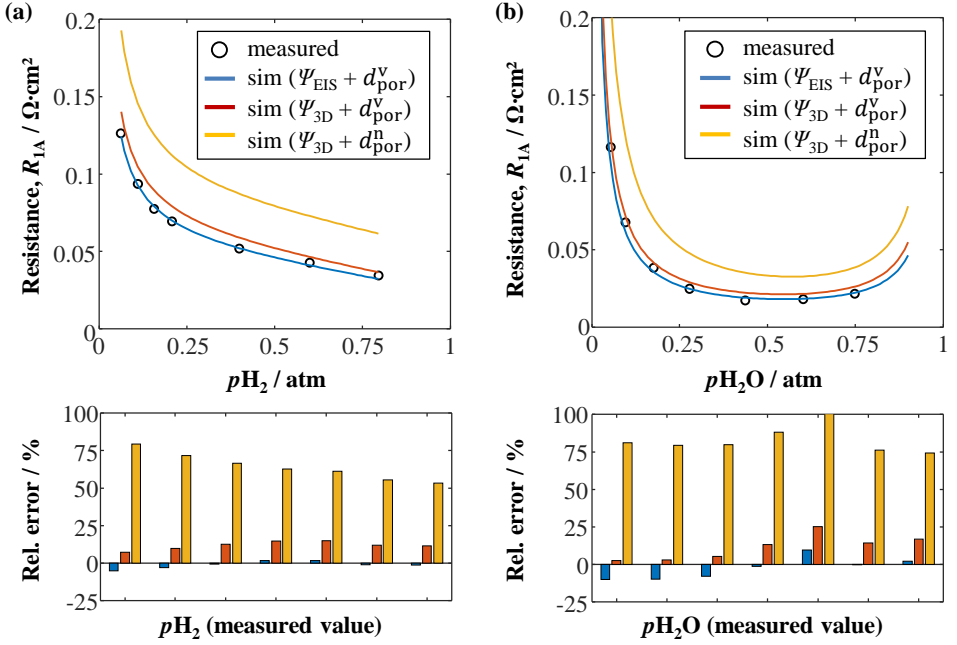 (a)
0.2
0.15
0.1
0.05
0
Resistance, R1A / Ω·cm²
measured
sim (ΨEIS + dᵛpor)
sim (Ψ3D + dᵛpor)
sim (Ψ3D + dⁿpor)
0 0.25 0.5 0.75 1
pH₂ / atm
(b)
0.2
0.15
0.1
0.05
0
Resistance, R1A / Ω·cm²
measured
sim (ΨEIS + dᵛpor)
sim (Ψ3D + dᵛpor)
sim (Ψ3D + dⁿpor)
0 0.25 0.5 0.75 1
pH₂O / atm
100
75
50
25
0
-25
Rel. error / %
pH₂ (measured value)
100
75
50
25
0
-25
Rel. error / %
pH₂O (measured value)